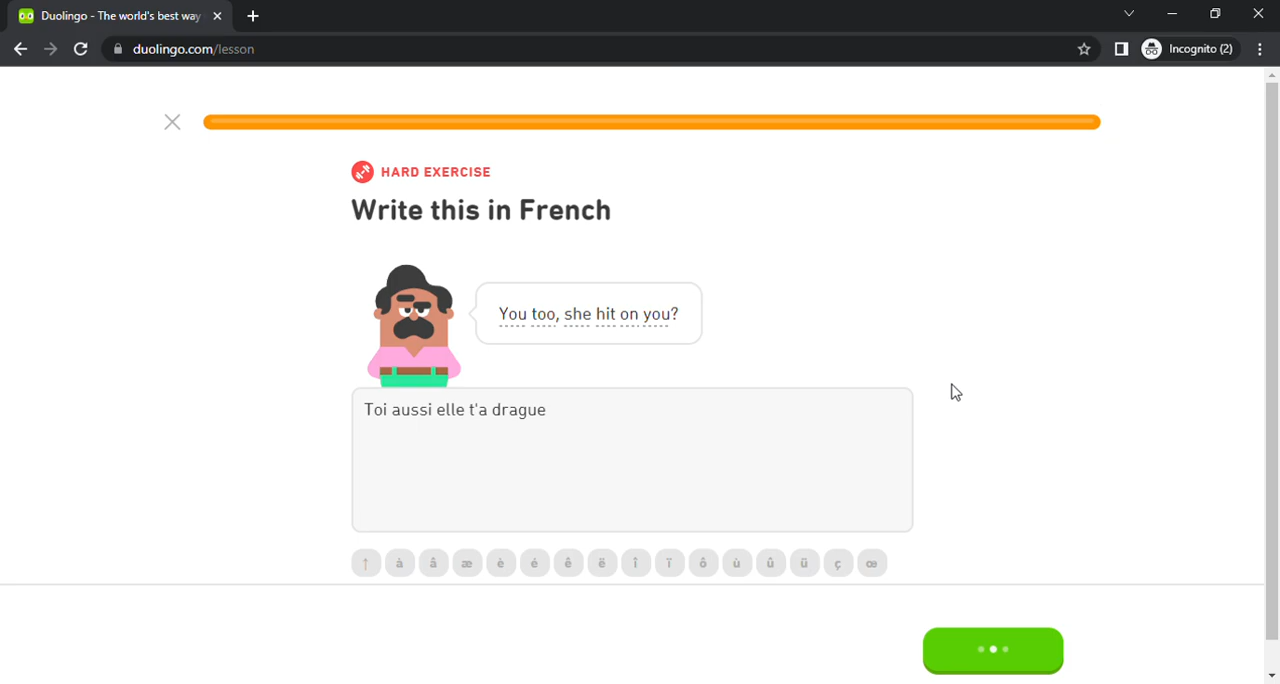 Duolingo - The world's best way
duolingo.com/lesson
Incognito (2)
HARD EXERCISE
Write this in French
You too, she hit on you?
Toi aussi elle t'a drague
↑ à â æ è é ê ë î ï ô ù û ü ç œ